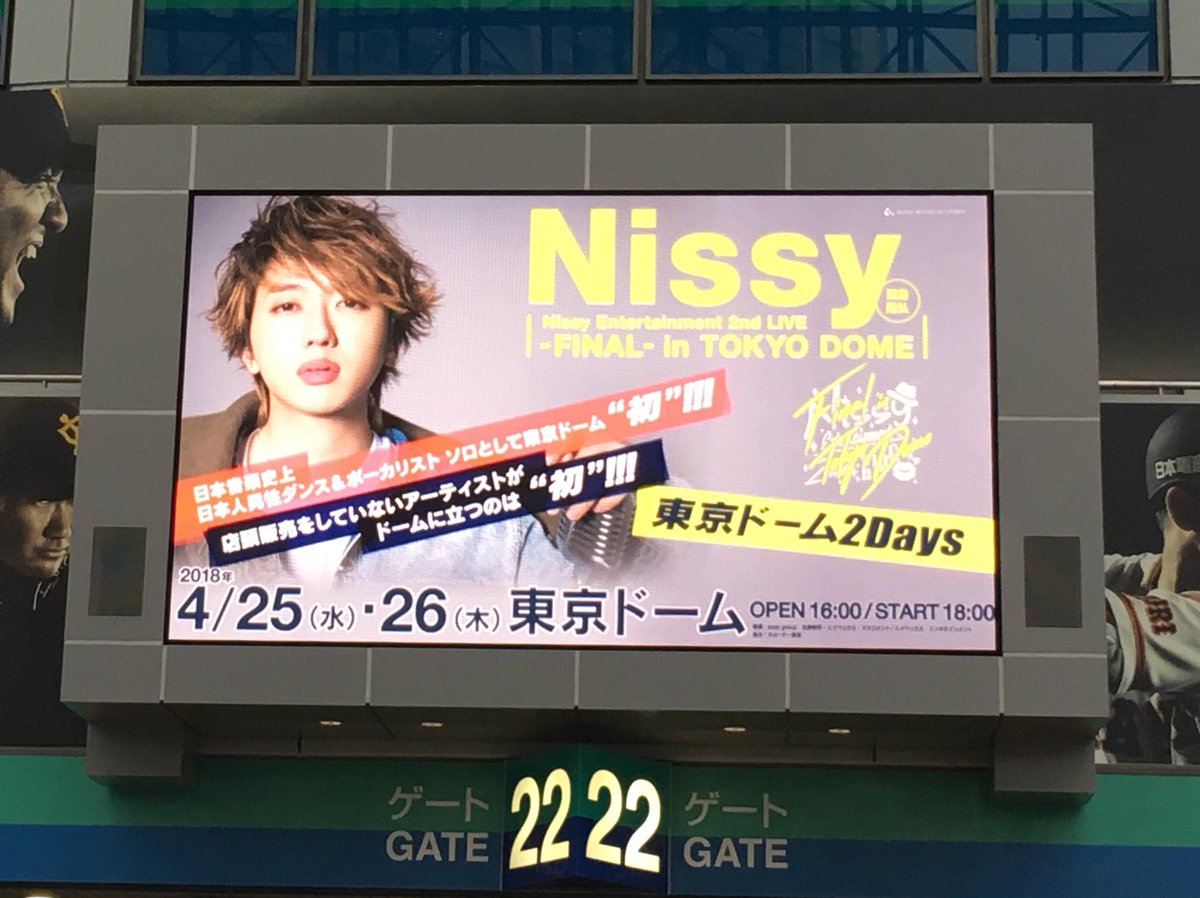 Nissy
Nissy Entertainment 2nd LIVE
-FINAL- in TOKYO DOME
Final in
Tokyo Dome
日本音楽史上
日本人男性ダンス&ボーカリスト ソロとして東京ドーム“初”!!!
店頭販売をしていないアーティストが
ドームに立つのは“初”!!!
東京ドーム2Days
2018年
4/25(水)・26(木) 東京ドーム OPEN 16:00 / START 18:00
ゲート 22 22 ゲート
GATE GATE